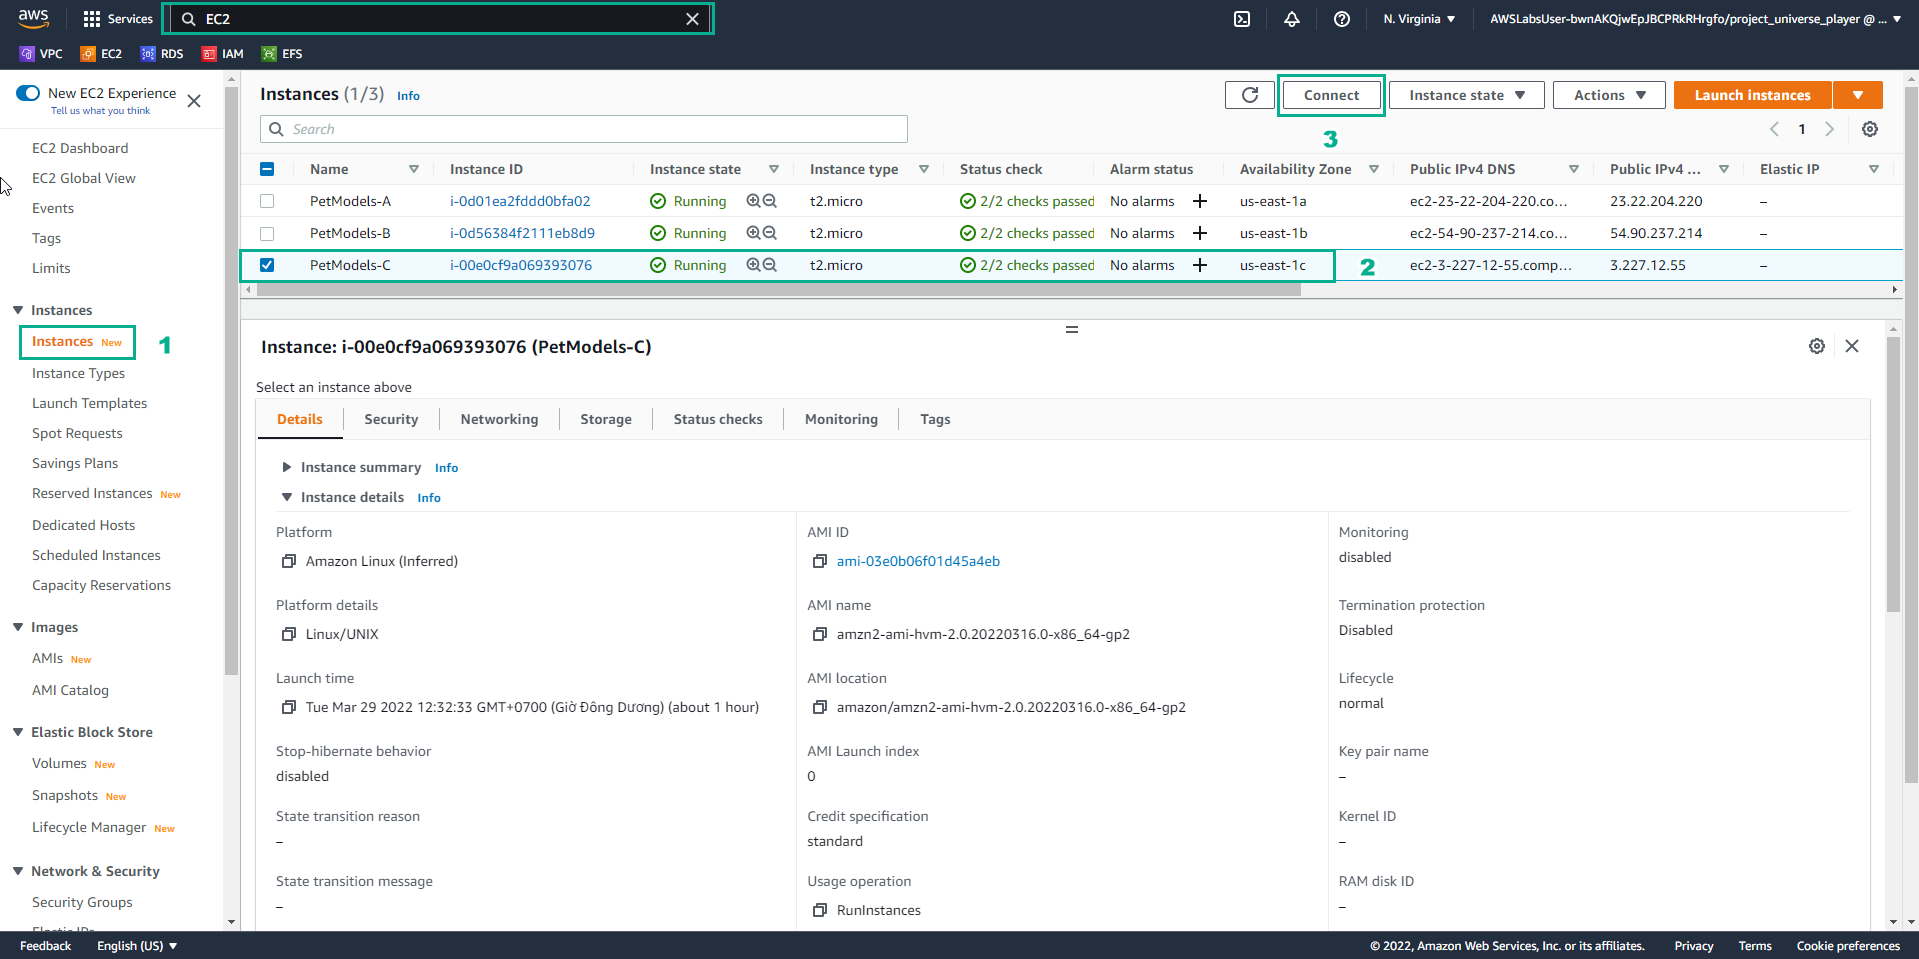 aws
Services
EC2
N. Virginia
AWSLabsUser-bwnAKQjwEpJBCPRkRHrgfo/project_universe_player @ ...
VPC EC2 RDS IAM EFS
New EC2 Experience
Tell us what you think
EC2 Dashboard
EC2 Global View
Events
Tags
Limits
Instances
Instances New
1
Instance Types
Launch Templates
Spot Requests
Savings Plans
Reserved Instances New
Dedicated Hosts
Scheduled Instances
Capacity Reservations
Images
AMIs New
AMI Catalog
Elastic Block Store
Volumes New
Snapshots New
Lifecycle Manager New
Network & Security
Security Groups
Elastic IPs
Instances (1/3) Info
Connect
Instance state
Actions
Launch instances
Search
3
1
Name Instance ID Instance state Instance type Status check Alarm status Availability Zone Public IPv4 DNS Public IPv4 ... Elastic IP
PetModels-A i-0d01ea2fddd0bfa02 Running t2.micro 2/2 checks passed No alarms + us-east-1a ec2-23-22-204-220.co... 23.22.204.220 –
PetModels-B i-0d56384f2111eb8d9 Running t2.micro 2/2 checks passed No alarms + us-east-1b ec2-54-90-237-214.co... 54.90.237.214 –
PetModels-C i-00e0cf9a069393076 Running t2.micro 2/2 checks passed No alarms + us-east-1c 2 ec2-3-227-12-55.comp... 3.227.12.55 –
Instance: i-00e0cf9a069393076 (PetModels-C)
Select an instance above
Details Security Networking Storage Status checks Monitoring Tags
Instance summary Info
Instance details Info
Platform
Amazon Linux (Inferred)
AMI ID
ami-03e0b06f01d45a4eb
Monitoring
disabled
Platform details
Linux/UNIX
AMI name
amzn2-ami-hvm-2.0.20220316.0-x86_64-gp2
Termination protection
Disabled
Launch time
Tue Mar 29 2022 12:32:33 GMT+0700 (Giờ Đông Dương) (about 1 hour)
AMI location
amazon/amzn2-ami-hvm-2.0.20220316.0-x86_64-gp2
Lifecycle
normal
Stop-hibernate behavior
disabled
AMI Launch index
0
Key pair name
–
State transition reason
–
Credit specification
standard
Kernel ID
–
State transition message
–
Usage operation
RunInstances
RAM disk ID
–
Feedback English (US)
© 2022, Amazon Web Services, Inc. or its affiliates. Privacy Terms Cookie preferences